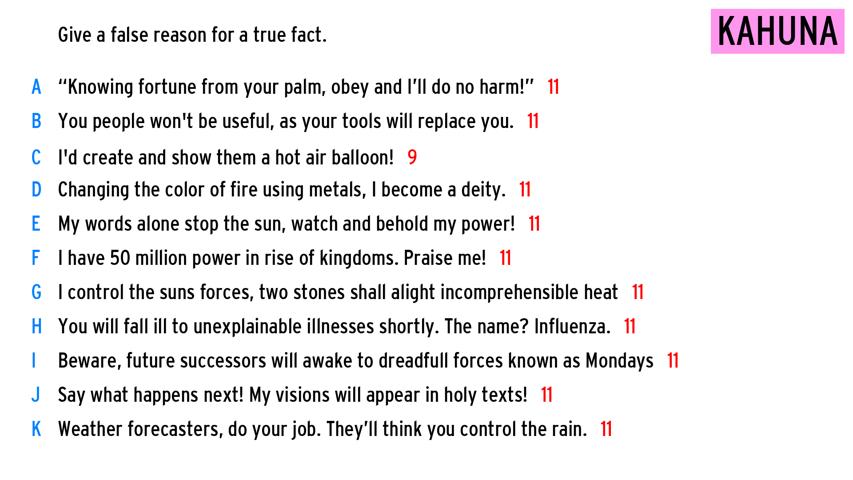 KAHUNA
Give a false reason for a true fact.
A “Knowing fortune from your palm, obey and I’ll do no harm!” 11
B You people won't be useful, as your tools will replace you. 11
C I'd create and show them a hot air balloon! 9
D Changing the color of fire using metals, I become a deity. 11
E My words alone stop the sun, watch and behold my power! 11
F I have 50 million power in rise of kingdoms. Praise me! 11
G I control the suns forces, two stones shall alight incomprehensible heat 11
H You will fall ill to unexplainable illnesses shortly. The name? Influenza. 11
I Beware, future successors will awake to dreadfull forces known as Mondays 11
J Say what happens next! My visions will appear in holy texts! 11
K Weather forecasters, do your job. They’ll think you control the rain. 11